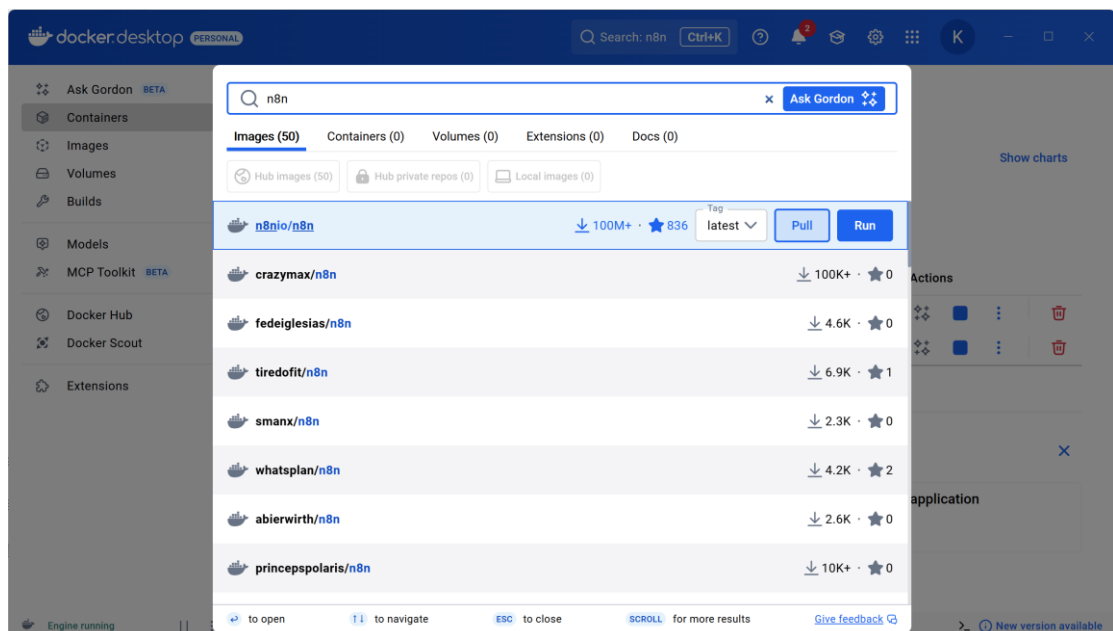 docker.desktop PERSONAL
Search: n8n Ctrl+K
2
K
Ask Gordon BETA
Containers
Images
Volumes
Builds
Models
MCP Toolkit BETA
Docker Hub
Docker Scout
Extensions
n8n
Ask Gordon
Images (50) Containers (0) Volumes (0) Extensions (0) Docs (0)
Hub images (50) Hub private repos (0) Local images (0)
Tag
n8nio/n8n 100M+ · 836 latest Pull Run
crazymax/n8n 100K+ · 0
fedeiglesias/n8n 4.6K · 0
tiredofit/n8n 6.9K · 1
smanx/n8n 2.3K · 0
whatsplan/n8n 4.2K · 2
abierwirth/n8n 2.6K · 0
princepspolaris/n8n 10K+ · 0
to open to navigate ESC to close SCROLL for more results Give feedback
Show charts
Actions
application
Engine running
New version available